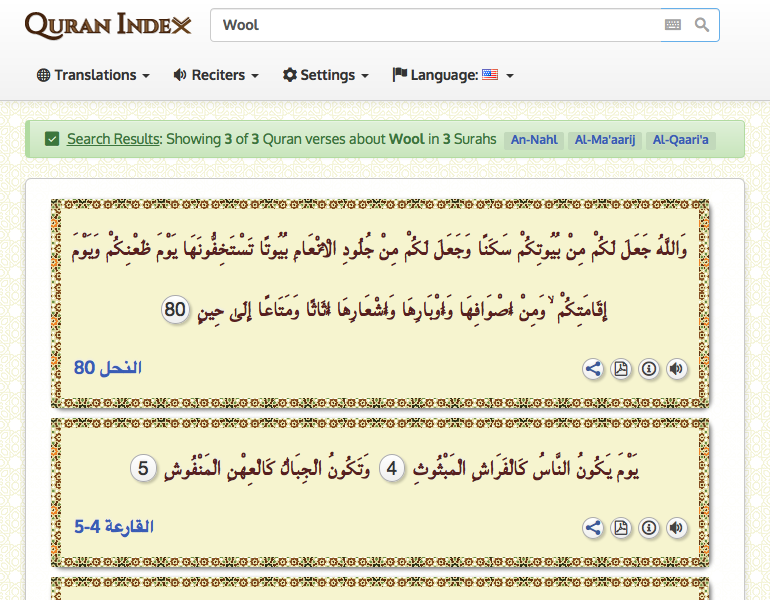 QURAN INDEX
Wool
Translations Reciters Settings Language:
Search Results: Showing 3 of 3 Quran verses about Wool in 3 Surahs An-Nahl Al-Ma'aarij Al-Qaari'a
وَاللَّهُ جَعَلَ لَكُمْ مِنْ بُيُوتِكُمْ سَكَنًا وَجَعَلَ لَكُمْ مِنْ جُلُودِ الْأَنْعَامِ بُيُوتًا تَسْتَخِفُّونَهَا يَوْمَ ظَعْنِكُمْ وَيَوْمَ
إِقَامَتِكُمْ ۙ وَمِنْ أَصْوَافِهَا وَأَوْبَارِهَا وَأَشْعَارِهَا أَثَاثًا وَمَتَاعًا إِلَىٰ حِينٍ 80
النحل 80
يَوْمَ يَكُونُ النَّاسُ كَالْفَرَاشِ الْمَبْثُوثِ 4 وَتَكُونُ الْجِبَالُ كَالْعِهْنِ الْمَنْفُوشِ 5
القارعة 4-5